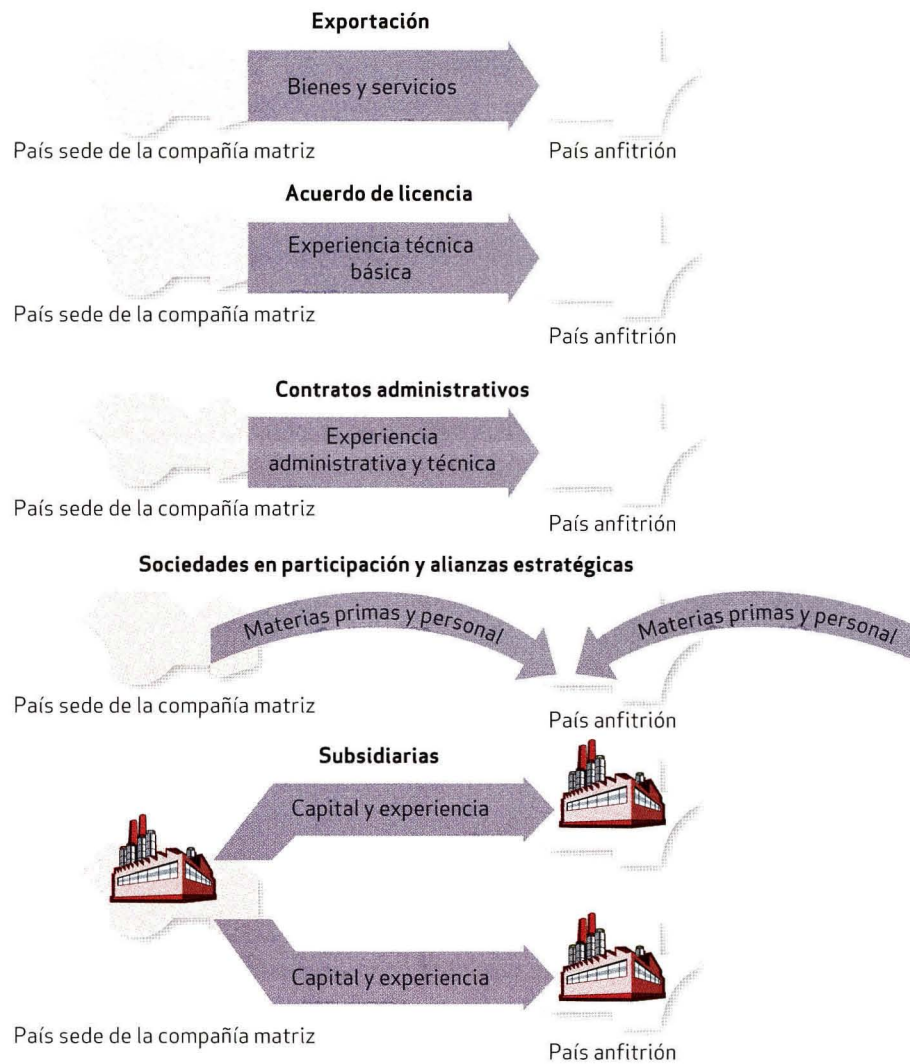 Exportación
Bienes y servicios
País sede de la compañía matriz
País anfitrión
Acuerdo de licencia
Experiencia técnica
básica
País sede de la compañía matriz
País anfitrión
Contratos administrativos
Experiencia
administrativa y técnica
País sede de la compañía matriz
País anfitrión
Sociedades en participación y alianzas estratégicas
Materias primas y personal
Materias primas y personal
País sede de la compañía matriz
País anfitrión
Subsidiarias
Capital y experiencia
Capital y experiencia
País sede de la compañía matriz
País anfitrión